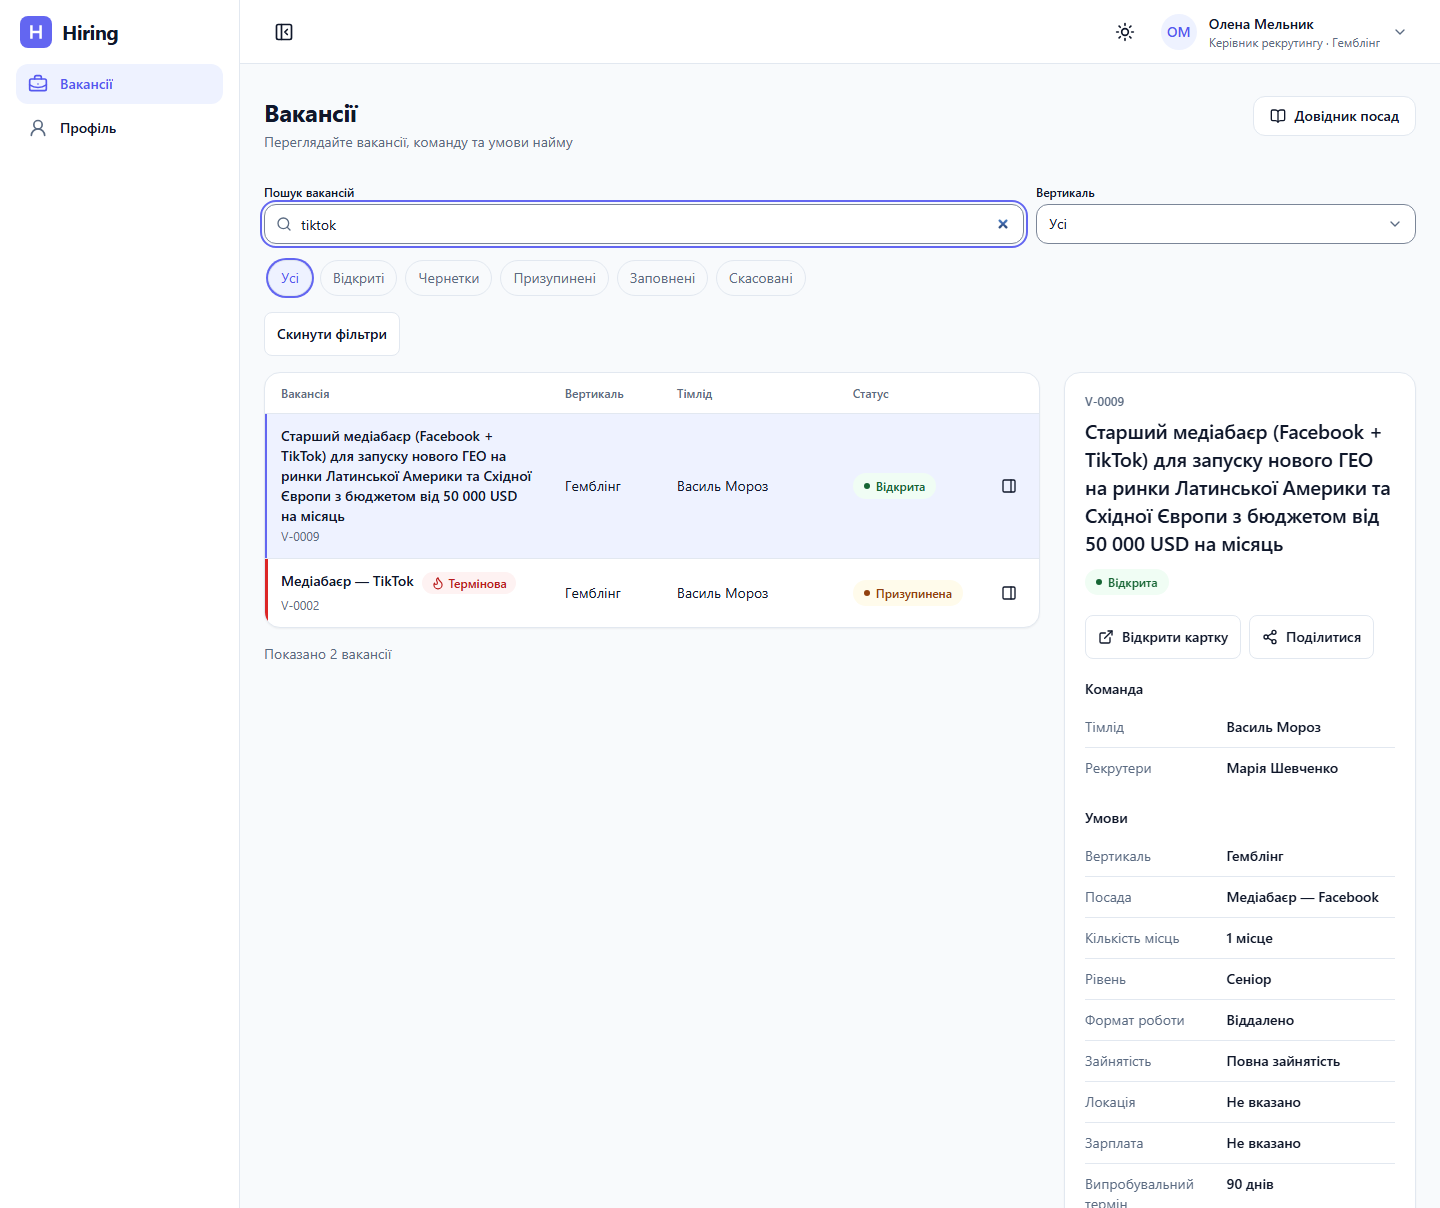 H Hiring
Вакансії
Профіль
ОМ
Олена Мельник
Керівник рекрутингу · Гемблінг
Вакансії
Переглядайте вакансії, команду та умови найму
Довідник посад
Пошук вакансій
tiktok
Вертикаль
Усі
Усі
Відкриті
Чернетки
Призупинені
Заповнені
Скасовані
Скинути фільтри
Вакансія
Вертикаль
Тімлід
Статус
Старший медіабаєр (Facebook +
TikTok) для запуску нового ГЕО на
ринки Латинської Америки та Східної
Європи з бюджетом від 50 000 USD
на місяць
V-0009
Гемблінг
Василь Мороз
Відкрита
Медіабаєр — TikTok
Термінова
V-0002
Гемблінг
Василь Мороз
Призупинена
Показано 2 вакансії
V-0009
Старший медіабаєр (Facebook +
TikTok) для запуску нового ГЕО
на ринки Латинської Америки та
Східної Європи з бюджетом від
50 000 USD на місяць
Відкрита
Відкрити картку
Поділитися
Команда
Тімлід Василь Мороз
Рекрутери Марія Шевченко
Умови
Вертикаль Гемблінг
Посада Медіабаєр — Facebook
Кількість місць 1 місце
Рівень Сеніор
Формат роботи Віддалено
Зайнятість Повна зайнятість
Локація Не вказано
Зарплата Не вказано
Випробувальний 90 днів
термін